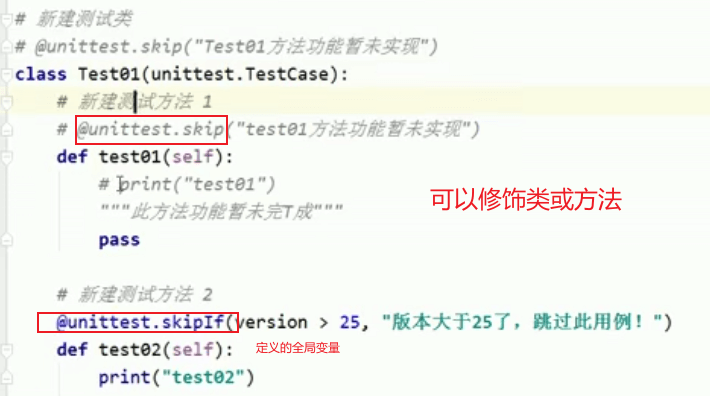 # 新建测试类
# @unittest.skip("Test01方法功能暂未实现")
class Test01(unittest.TestCase):
# 新建测试方法 1
# @unittest.skip("test01方法功能暂未实现")
def test01(self):
# print("test01")
"""此方法功能暂未完T成"""
可以修饰类或方法
pass
# 新建测试方法 2
@unittest.skipIf(version > 25, "版本大于25了，跳过此用例！")
def test02(self):
定义的全局变量
print("test02")